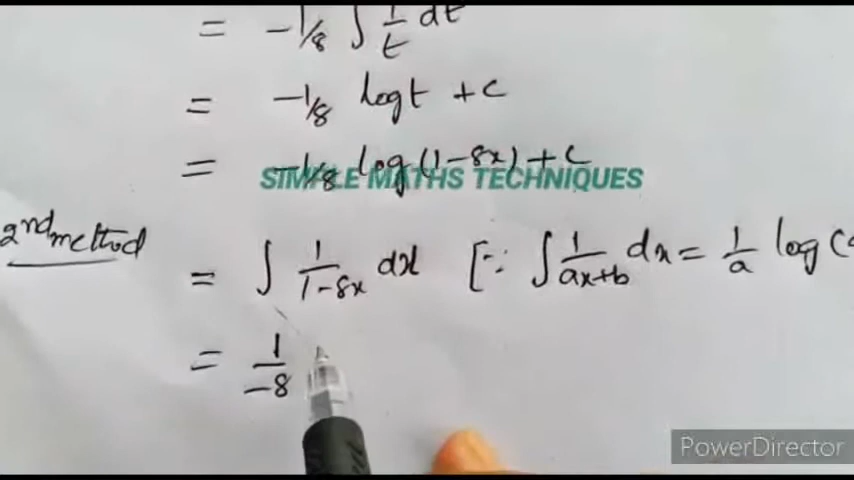 = -1/8 ∫ 1/t dt
= -1/8 log t + c
= -1/8 log(1-8x) + c
SIMPLE MATHS TECHNIQUES
2nd method
= ∫ 1/1-8x dx [∵ ∫ 1/ax+b dx = 1/a log(
= 1/-8
PowerDirector